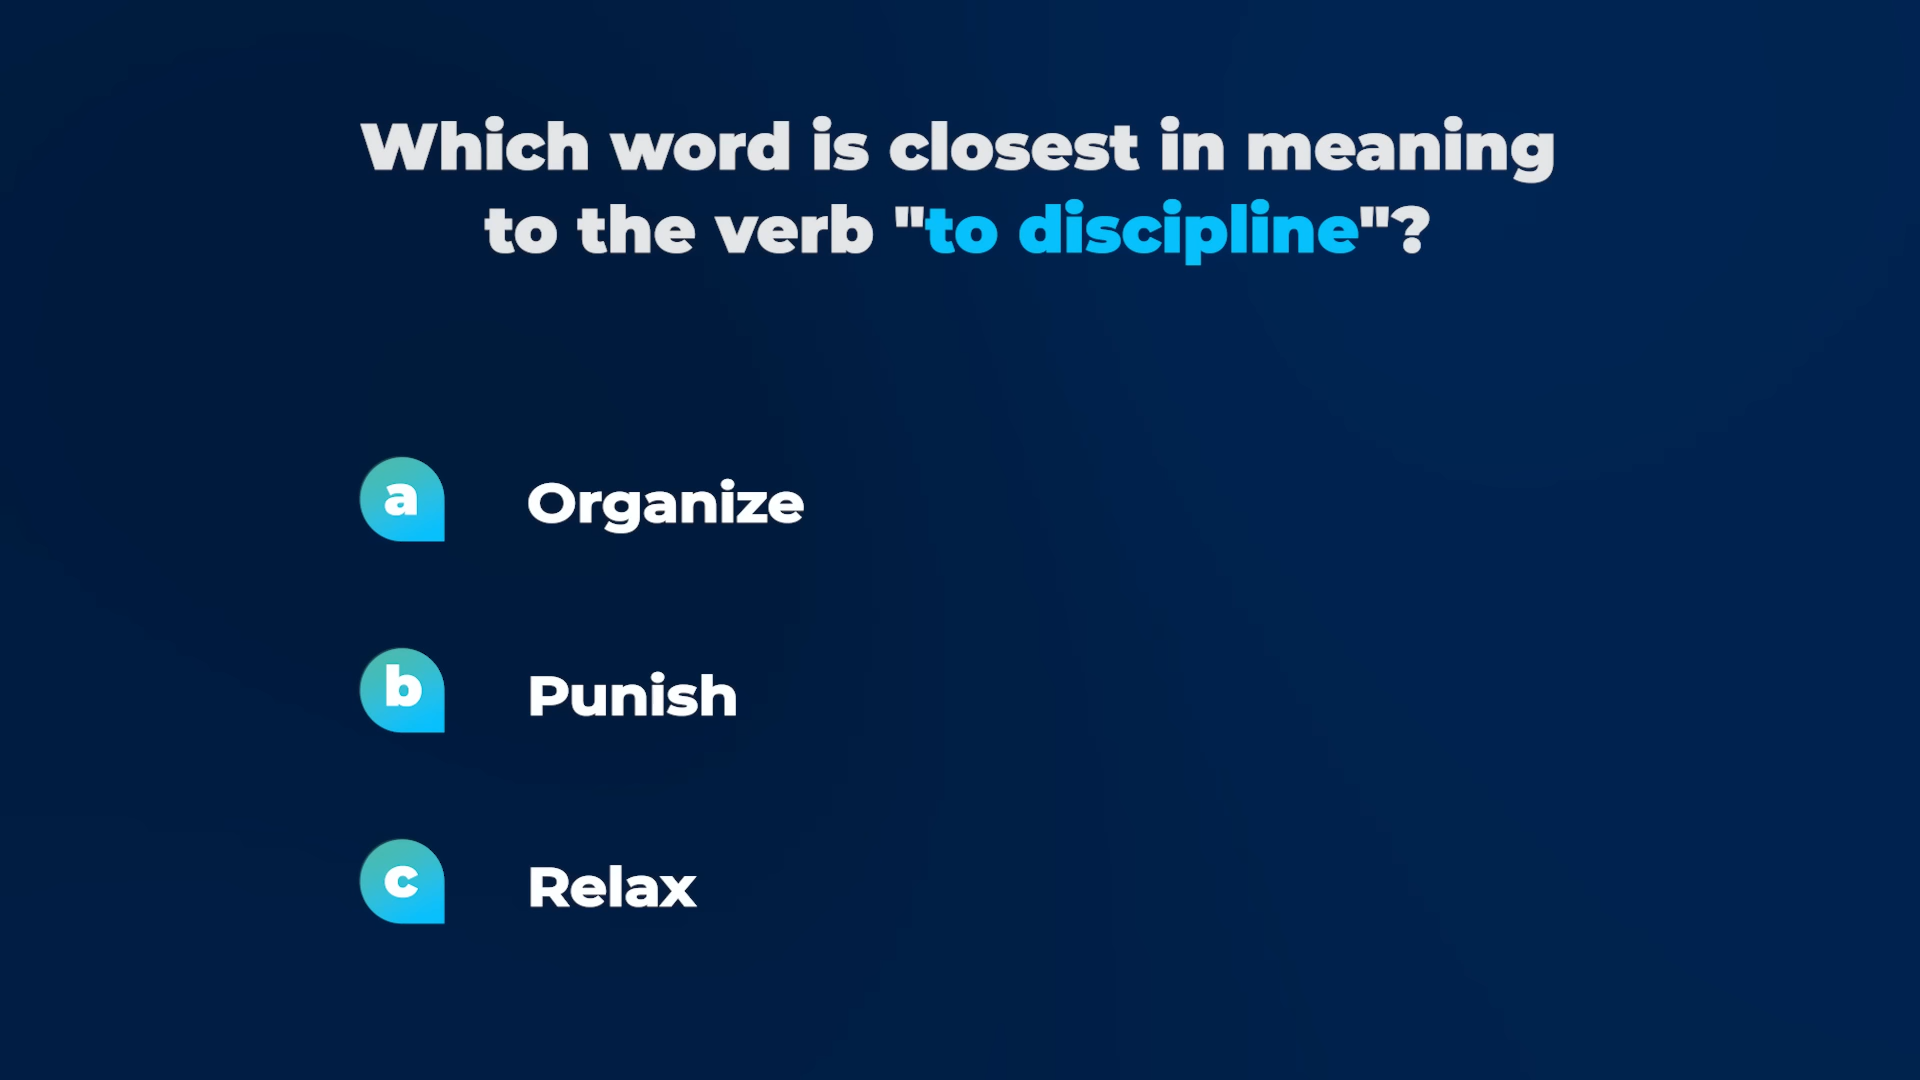 Which word is closest in meaning
to the verb "to discipline"?
a Organize
b Punish
c Relax